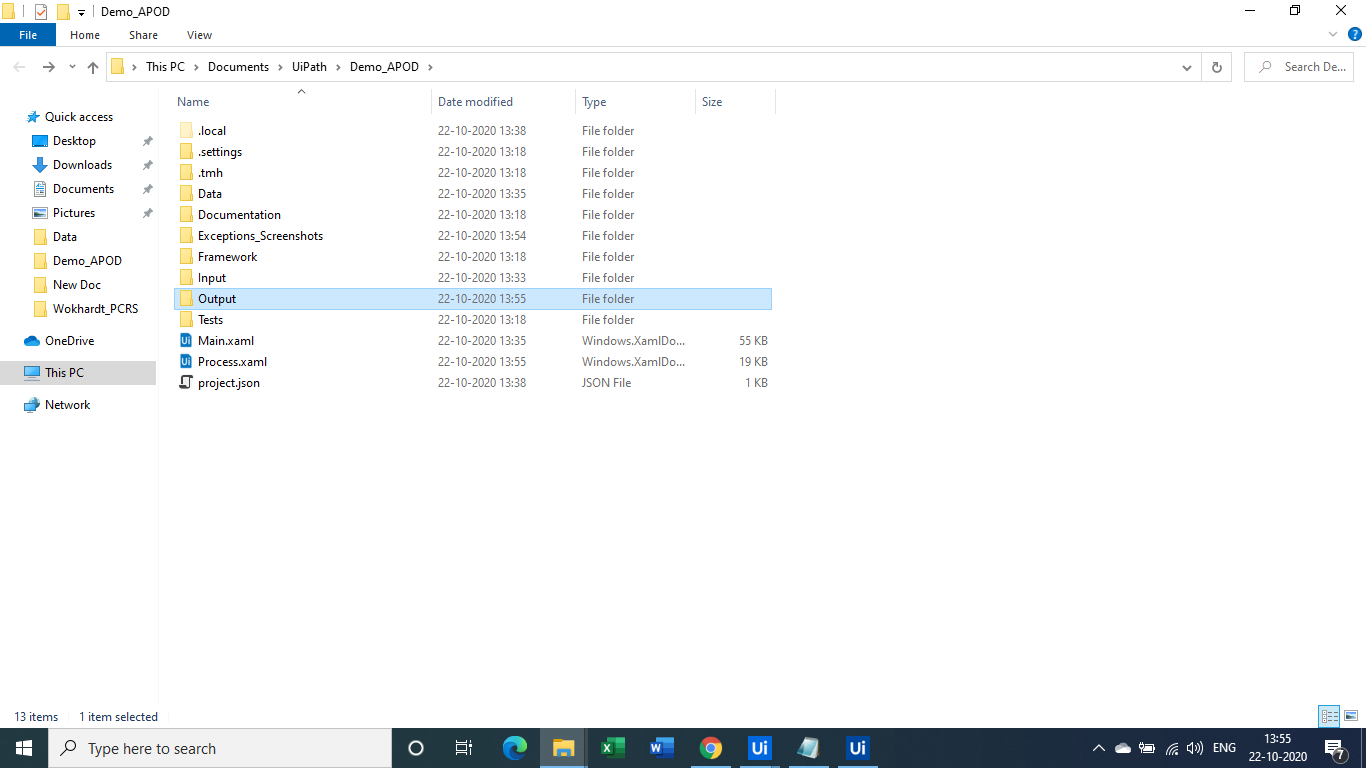 Demo_APOD
File Home Share View
This PC Documents UiPath Demo_APOD Search De...
Name Date modified Type Size
Quick access
Desktop
Downloads
Documents
Pictures
Data
Demo_APOD
New Doc
Wokhardt_PCRS
OneDrive
This PC
Network
.local 22-10-2020 13:38 File folder
.settings 22-10-2020 13:18 File folder
.tmh 22-10-2020 13:18 File folder
Data 22-10-2020 13:35 File folder
Documentation 22-10-2020 13:18 File folder
Exceptions_Screenshots 22-10-2020 13:54 File folder
Framework 22-10-2020 13:18 File folder
Input 22-10-2020 13:33 File folder
Output 22-10-2020 13:55 File folder
Tests 22-10-2020 13:18 File folder
Main.xaml 22-10-2020 13:35 Windows.XamlDo... 55 KB
Process.xaml 22-10-2020 13:55 Windows.XamlDo... 19 KB
project.json 22-10-2020 13:38 JSON File 1 KB
13 items 1 item selected
Type here to search
Ui Ui
ENG
13:55
22-10-2020
7